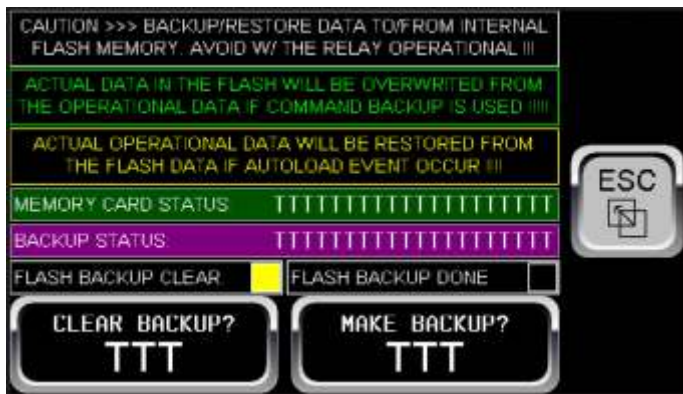 CAUTION >>> BACKUP/RESTORE DATA TO/FROM INTERNAL
FLASH MEMORY. AVOID W/ THE RELAY OPERATIONAL !!!
ACTUAL DATA IN THE FLASH WILL BE OVERWRITED FROM
THE OPERATIONAL DATA IF COMMAND BACKUP IS USED !!!!!
ACTUAL OPERATIONAL DATA WILL BE RESTORED FROM
THE FLASH DATA IF AUTOLOAD EVENT OCCUR !!!
ESC
MEMORY CARD STATUS: TTTTTTTTTTTTTTTTTTTT
BACKUP STATUS: TTTTTTTTTTTTTTTTTTTT
FLASH BACKUP CLEAR FLASH BACKUP DONE
CLEAR BACKUP? MAKE BACKUP?
TTT TTT